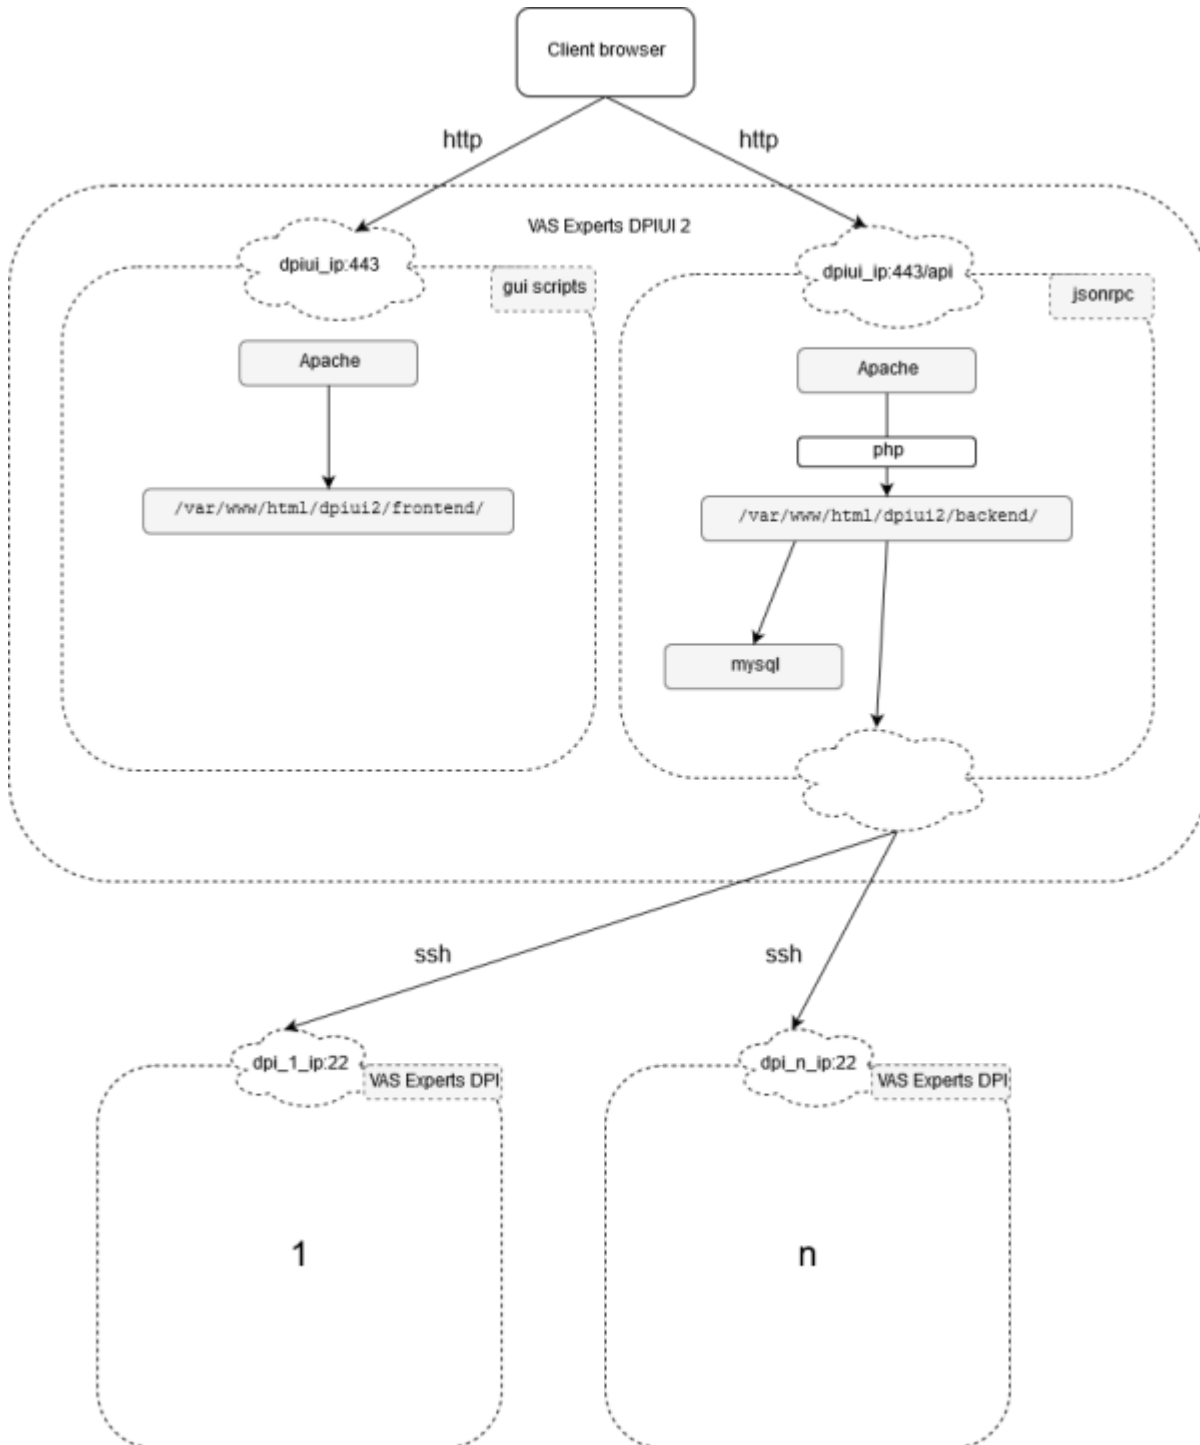 Client browser
http
http
VAS Experts DPIUI 2
dpiui_ip:443
gui scripts
dpiui_ip:443/api
jsonrpc
Apache
Apache
php
/var/www/html/dpiui2/frontend/
/var/www/html/dpiui2/backend/
mysql
ssh
ssh
dpi_1_ip:22
VAS Experts DPI
dpi_n_ip:22
VAS Experts DPI
1
n